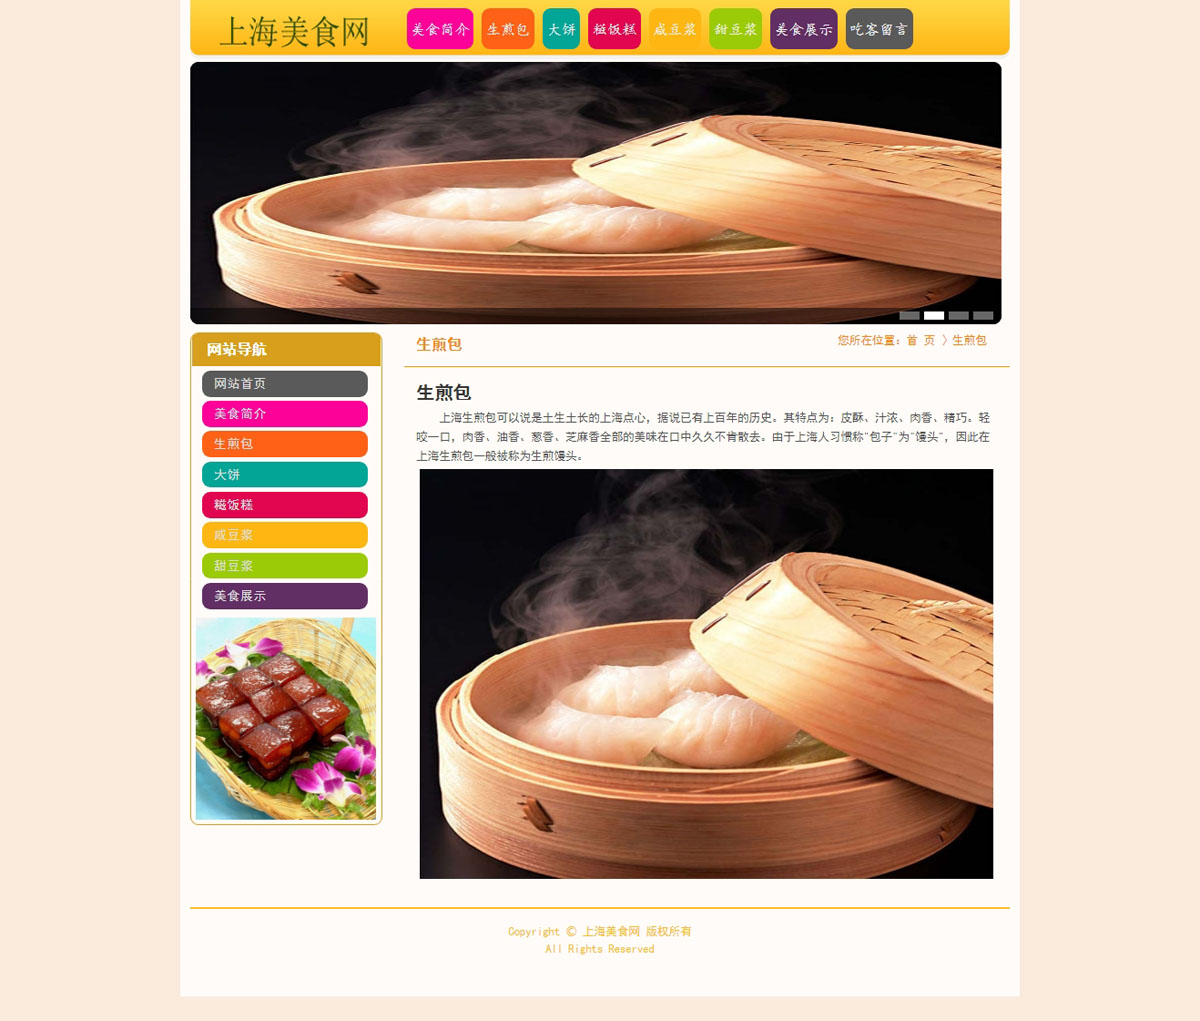 上海美食网
美食简介 生煎包 大饼 糍饭糕 咸豆浆 甜豆浆 美食展示 吃客留言
网站导航
网站首页
美食简介
生煎包
大饼
糍饭糕
咸豆浆
甜豆浆
美食展示
生煎包
您所在位置：首 页 〉生煎包
生煎包
上海生煎包可以说是土生土长的上海点心，据说已有上百年的历史。其特点为：皮酥、汁浓、肉香、精巧。轻
咬一口，肉香、油香、葱香、芝麻香全部的美味在口中久久不肯散去。由于上海人习惯称"包子"为"馒头"，因此在
上海生煎包一般被称为生煎馒头。
Copyright © 上海美食网 版权所有
All Rights Reserved